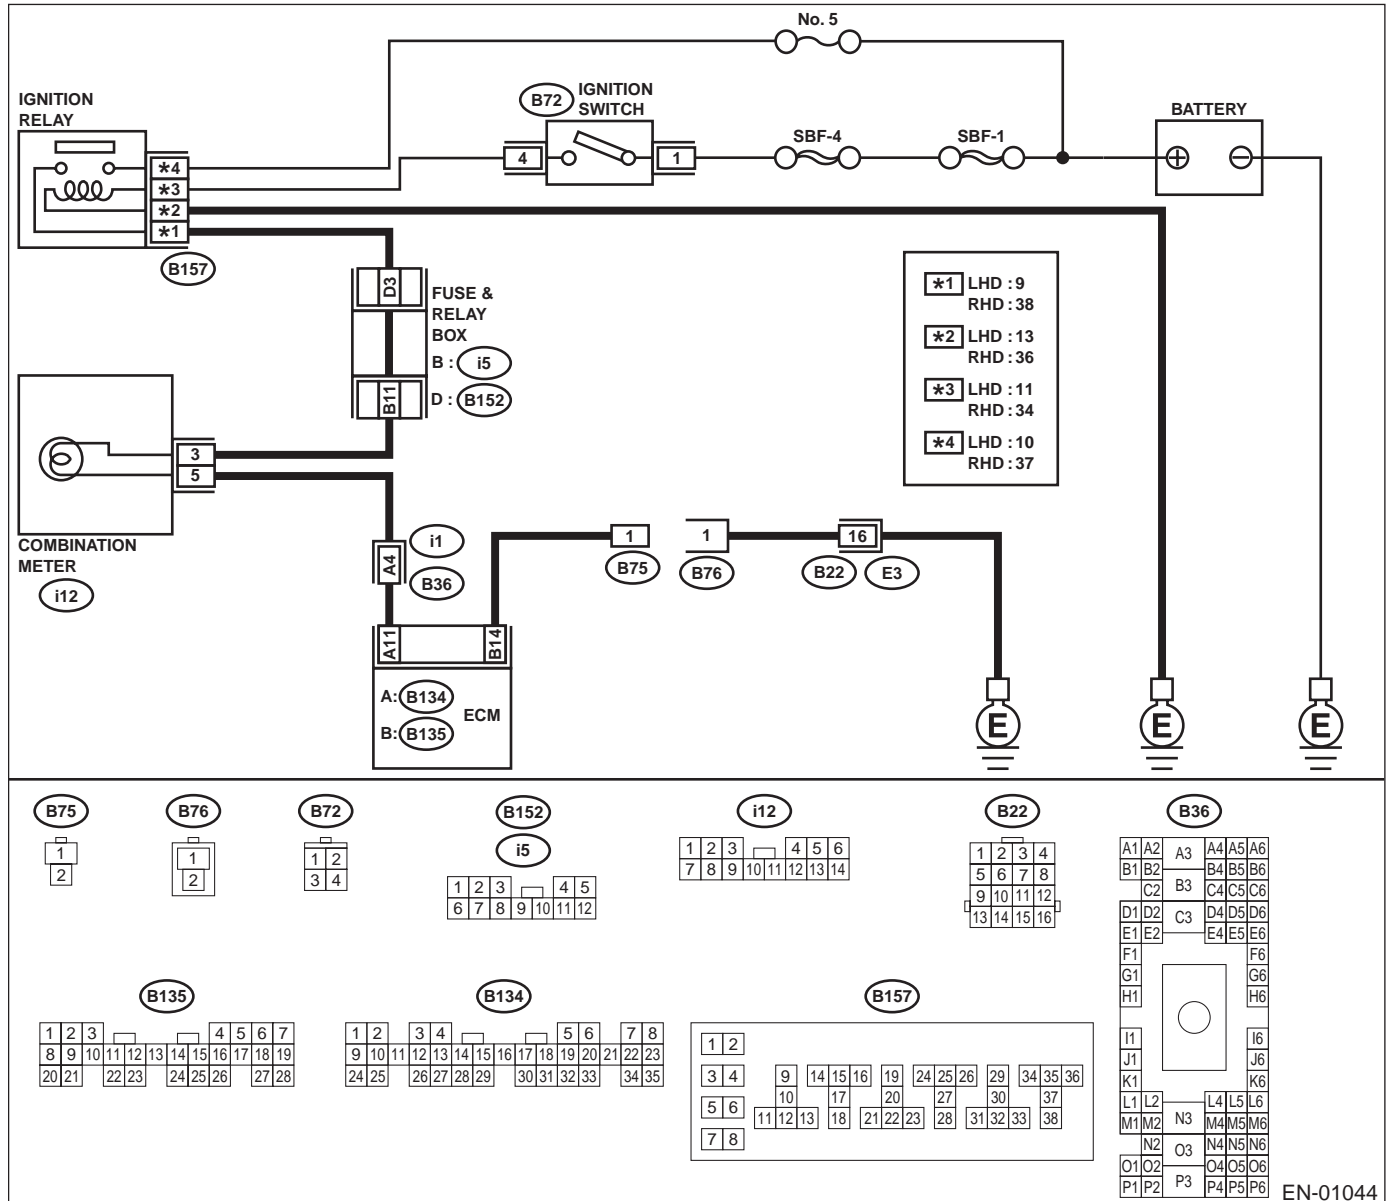 No. 5
IGNITION
RELAY
B72
IGNITION
SWITCH
BATTERY
SBF-4
SBF-1
4
1
*4
*3
*2
*1
B157
D3
FUSE &
RELAY
BOX
B : i5
D : B152
B11
*1 LHD : 9
RHD : 38
*2 LHD : 13
RHD : 36
*3 LHD : 11
RHD : 34
*4 LHD : 10
RHD : 37
3
5
COMBINATION
METER
i12
A4
i1
B36
1
B75
1
B76
16
B22
E3
A11
B14
A: B134
B: B135
ECM
E
E
E
B75
1
2
B76
1
2
B72
1 2
3 4
B152
i5
1 2 3 4 5
6 7 8 9 10 11 12
i12
1 2 3 4 5 6
7 8 9 10 11 12 13 14
B22
1 2 3 4
5 6 7 8
9 10 11 12
13 14 15 16
B36
A1 A2 A3 A4 A5 A6
B1 B2 B3 B4 B5 B6
C2 C3 C4 C5 C6
D1 D2 D4 D5 D6
E1 E2 E4 E5 E6
F1 F6
G1 G6
H1 H6
I1 I6
J1 J6
K1 K6
L1 L2 L4 L5 L6
M1 M2 N3 M4 M5 M6
N2 O3 N4 N5 N6
O1 O2 P3 O4 O5 O6
P1 P2 P4 P5 P6
B135
1 2 3 4 5 6 7
8 9 10 11 12 13 14 15 16 17 18 19
20 21 22 23 24 25 26 27 28
B134
1 2 3 4 5 6 7 8
9 10 11 12 13 14 15 16 17 18 19 20 21 22 23
24 25 26 27 28 29 30 31 32 33 34 35
B157
1 2
3 4
5 6
7 8
9 14 15 16 19 24 25 26 29 34 35 36
10 17 20 27 30 37
11 12 13 18 21 22 23 28 31 32 33 38
EN-01044